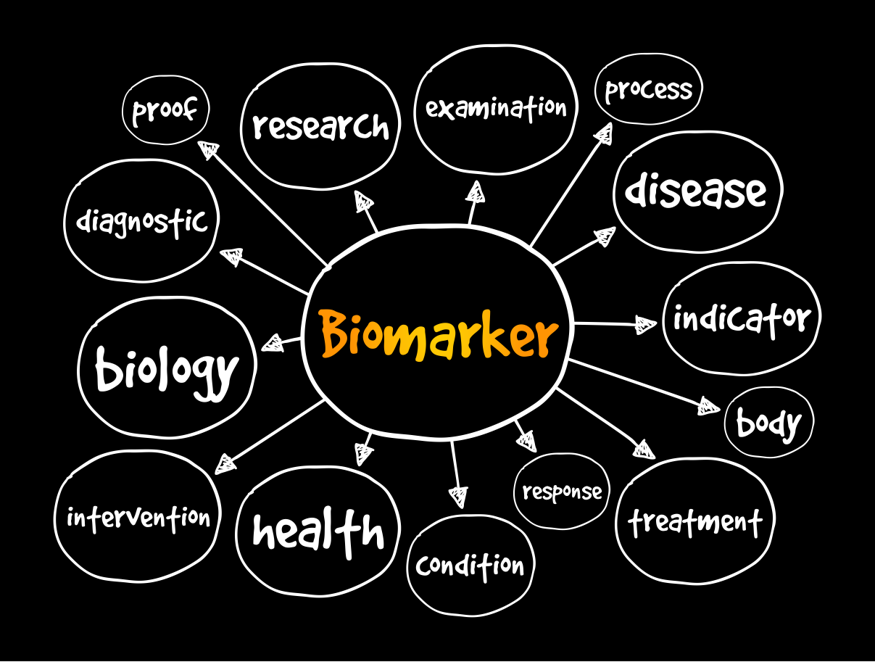 proof
research
examination
process
diagnostic
disease
biology
Biomarker
indicator
body
intervention
health
condition
response
treatment